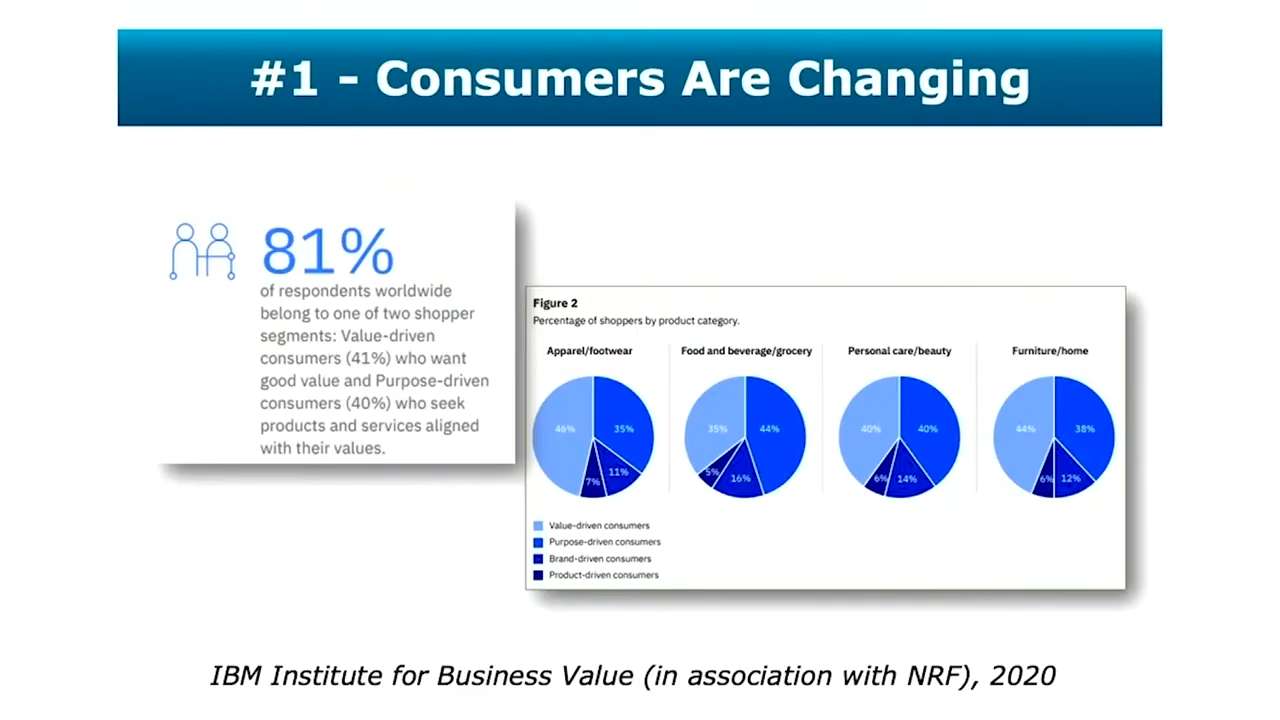 #1 - Consumers Are Changing
81%
of respondents worldwide
belong to one of two shopper
segments: Value-driven
consumers (41%) who want
good value and Purpose-driven
consumers (40%) who seek
products and services aligned
with their values.
Figure 2
Percentage of shoppers by product category.
Apparel/footwear
46%
35%
11%
7%
Food and beverage/grocery
35%
44%
5%
16%
Personal care/beauty
40%
40%
6%
14%
Furniture/home
44%
38%
6%
12%
Value-driven consumers
Purpose-driven consumers
Brand-driven consumers
Product-driven consumers
IBM Institute for Business Value (in association with NRF), 2020